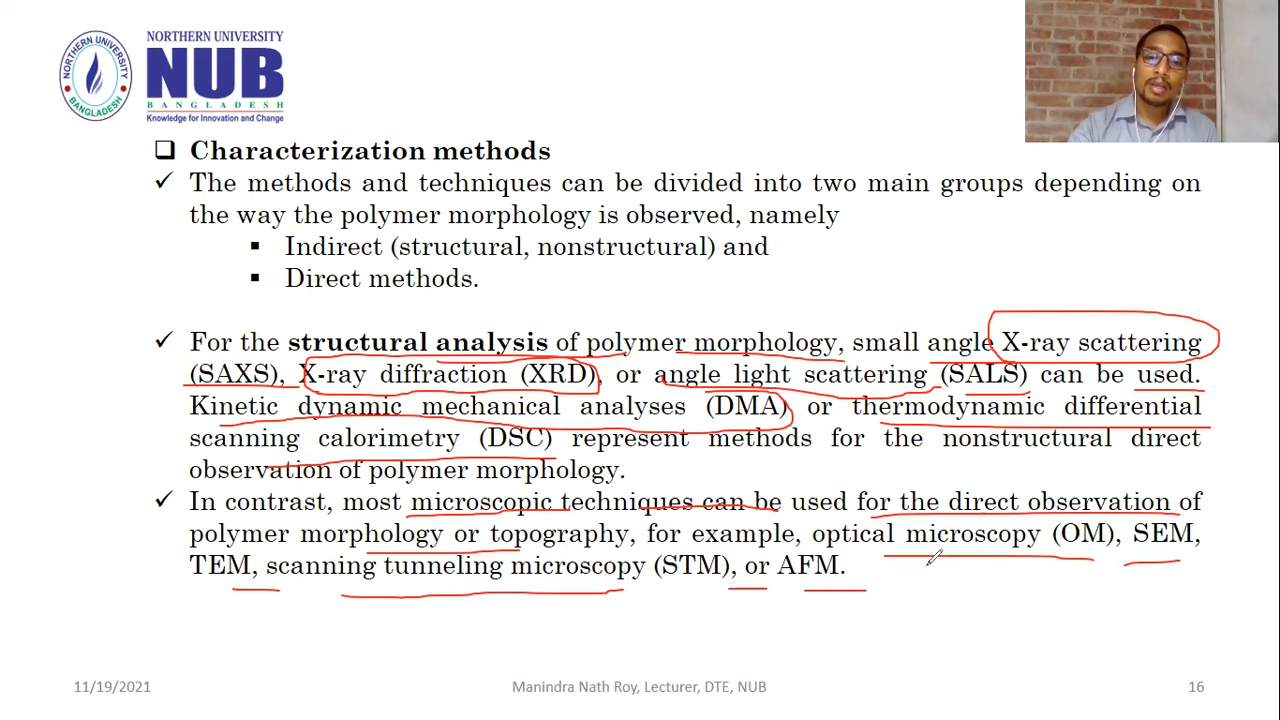 NORTHERN UNIVERSITY
BANGLADESH
NORTHERN UNIVERSITY
NUB
BANGLADESH
Knowledge for Innovation and Change
❑ Characterization methods
✓ The methods and techniques can be divided into two main groups depending on
the way the polymer morphology is observed, namely
▪ Indirect (structural, nonstructural) and
▪ Direct methods.
✓ For the structural analysis of polymer morphology, small angle X-ray scattering
(SAXS), X-ray diffraction (XRD), or angle light scattering (SALS) can be used.
Kinetic dynamic mechanical analyses (DMA) or thermodynamic differential
scanning calorimetry (DSC) represent methods for the nonstructural direct
observation of polymer morphology.
✓ In contrast, most microscopic techniques can be used for the direct observation of
polymer morphology or topography, for example, optical microscopy (OM), SEM,
TEM, scanning tunneling microscopy (STM), or AFM.
11/19/2021
Manindra Nath Roy, Lecturer, DTE, NUB
16